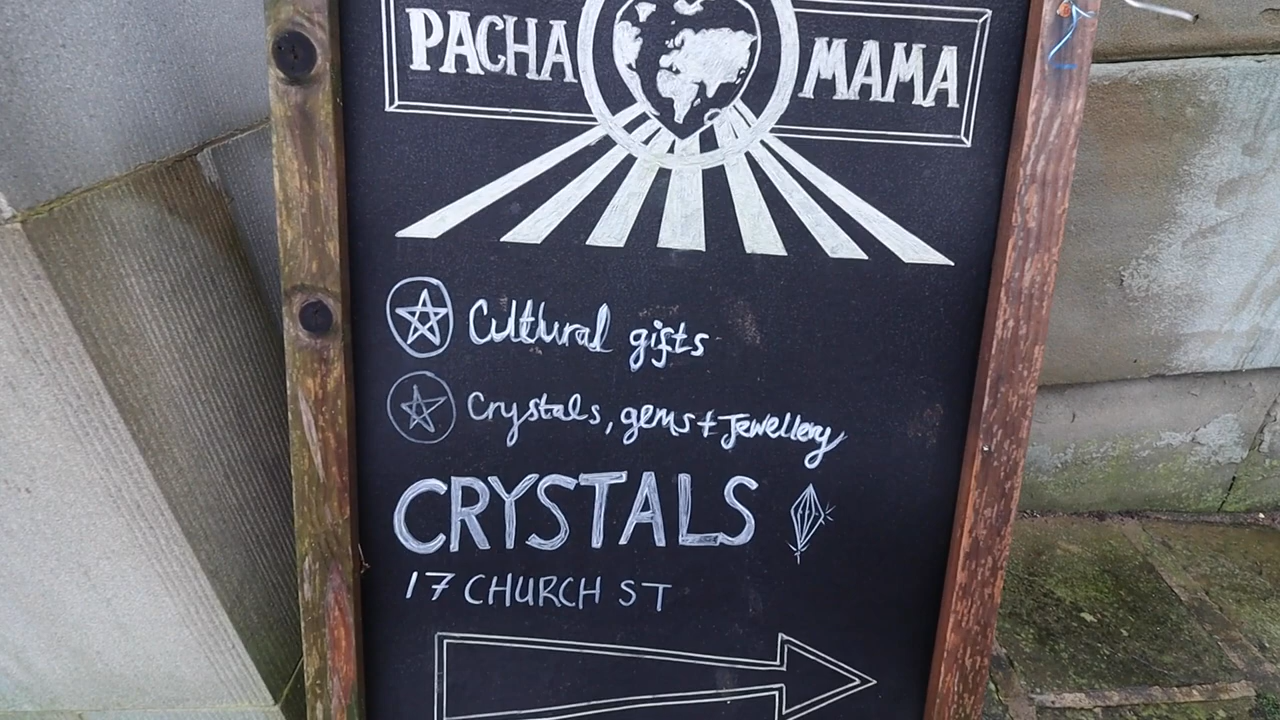 PACHA MAMA
Cultural gifts
Crystals, gems + Jewellery
CRYSTALS
17 CHURCH ST